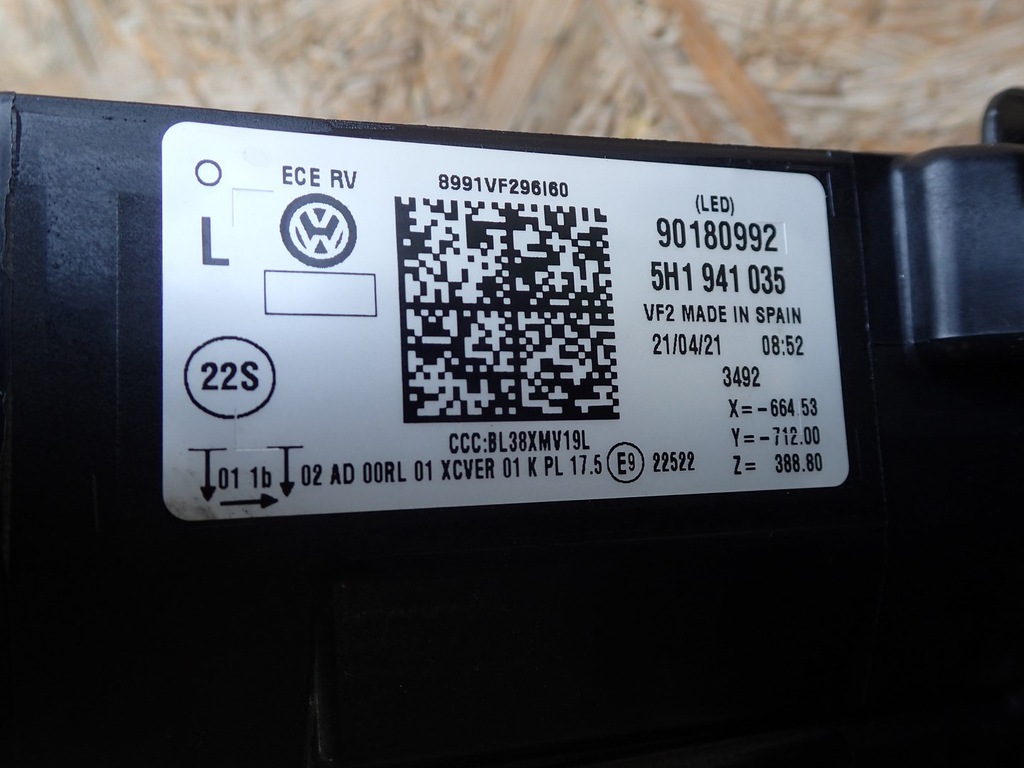 L
ECE RV
22S
8991VF296I60
CCC:BL38XMV19L
(LED)
90180992
5H1 941 035
VF2 MADE IN SPAIN
21/04/21 08:52
3492
X=-664.53
Y=-712.00
Z= 388.80
01 1b 02 AD 00RL 01 XCVER 01 K PL 17.5 E9 22522